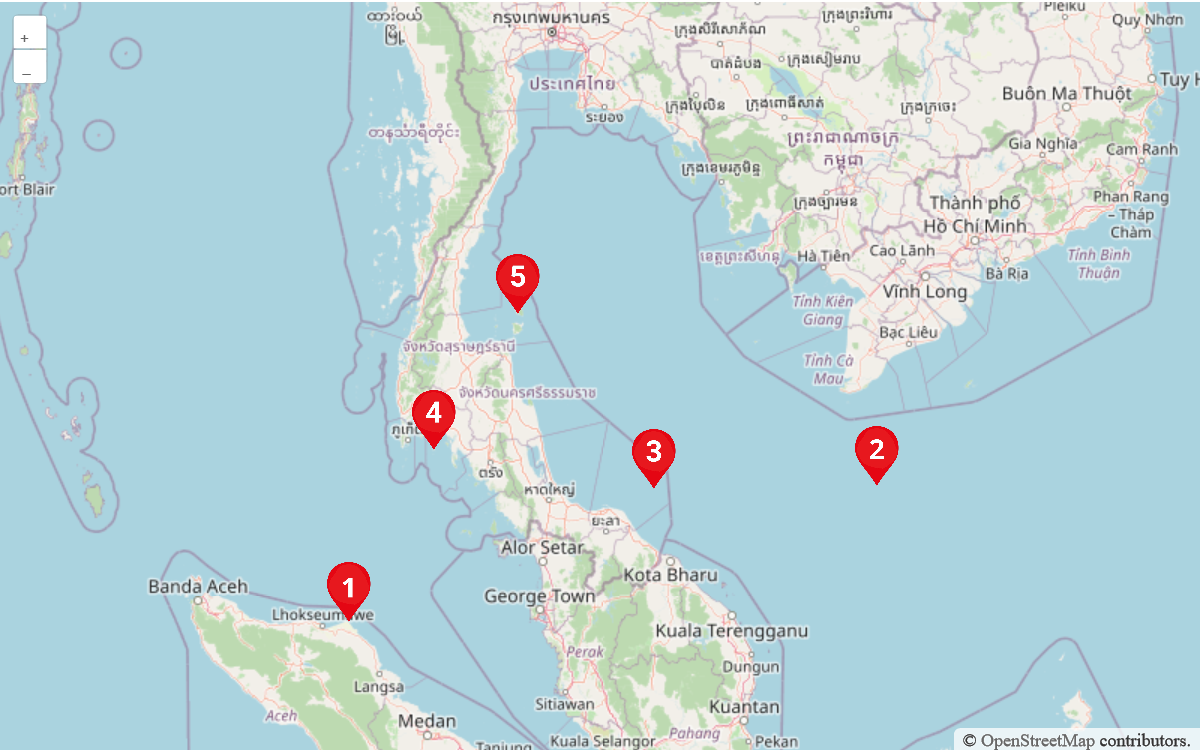 +
–
ထားဝယ်
မြို့
กรุงเทพมหานคร
ក្រុងព្រះវិហារ
Pleiku
Quy Nhơn
ក្រុងសិរីសោភ័ណ
បាត់ដំបង
ក្រុងសៀមរាប
ประเทศไทย
Tuy H
Buôn Ma Thuột
ក្រុងប៉ៃលិន
ក្រុងពោធិ៍សាត់
ក្រុងក្រចេះ
ระยอง
တနင်္သာရီတိုင်း
ព្រះរាជាណាចក្រ
កម្ពុជា
Gia Nghĩa
Cam Ranh
ort Blair
ក្រុងខេមរភូមិន្ទ
ក្រុងច្បារមន
Thành phố
Hồ Chí Minh
Phan Rang
– Tháp
Chàm
ខេត្តព្រះសីហនុ
Hà Tiên
Cao Lãnh
Bà Rịa
Tỉnh Bình
Thuận
5
Vĩnh Long
Tỉnh Kiên
Giang
Bạc Liêu
จังหวัดสุราษฎร์ธานี
Tỉnh Cà
Mau
จังหวัดนครศรีธรรมราช
4
3
2
ตรัง
หาดใหญ่
ยะลา
Alor Setar
Kota Bharu
Banda Aceh
1
George Town
Lhokseumawe
Kuala Terengganu
Perak
Dungun
Langsa
Sitiawan
Kuantan
Aceh
Medan
Pahang
Tanjung
Kuala Selangor
Pekan
© OpenStreetMap contributors.